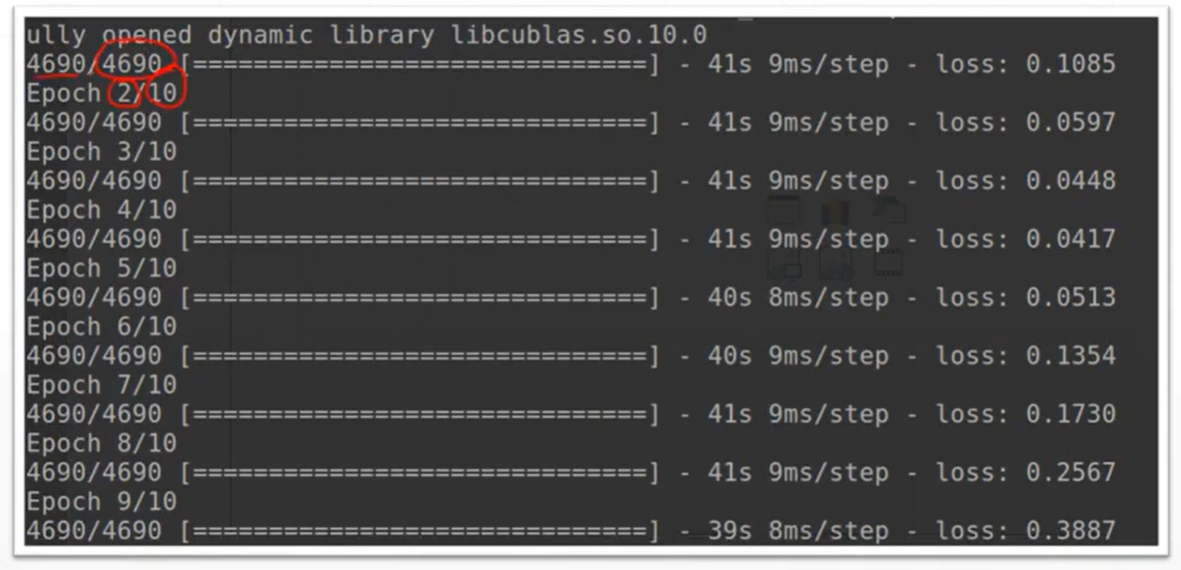 ully opened dynamic library libcublas.so.10.0
4690/4690 [==============================] - 41s 9ms/step - loss: 0.1085
Epoch 2/10
4690/4690 [==============================] - 41s 9ms/step - loss: 0.0597
Epoch 3/10
4690/4690 [==============================] - 41s 9ms/step - loss: 0.0448
Epoch 4/10
4690/4690 [==============================] - 41s 9ms/step - loss: 0.0417
Epoch 5/10
4690/4690 [==============================] - 40s 8ms/step - loss: 0.0513
Epoch 6/10
4690/4690 [==============================] - 40s 9ms/step - loss: 0.1354
Epoch 7/10
4690/4690 [==============================] - 41s 9ms/step - loss: 0.1730
Epoch 8/10
4690/4690 [==============================] - 41s 9ms/step - loss: 0.2567
Epoch 9/10
4690/4690 [==============================] - 39s 8ms/step - loss: 0.3887